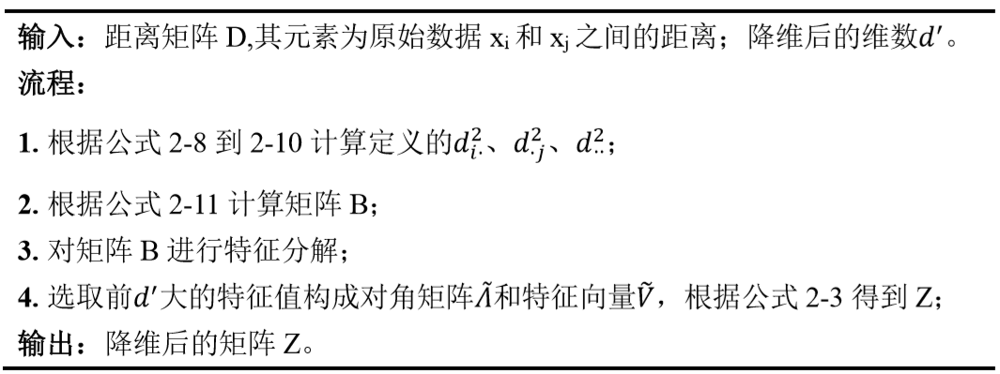 输入：距离矩阵 D,其元素为原始数据 xᵢ 和 xⱼ 之间的距离；降维后的维数𝑑′。
流程：
1. 根据公式 2-8 到 2-10 计算定义的$d_{i\cdot}^{2}$、$d_{\cdot j}^{2}$、$d_{\cdot\cdot}^{2}$；
2. 根据公式 2-11 计算矩阵 B；
3. 对矩阵 B 进行特征分解；
4. 选取前𝑑′大的特征值构成对角矩阵$\tilde{\Lambda}$和特征向量$\tilde{V}$，根据公式 2-3 得到 Z；
输出：降维后的矩阵 Z。